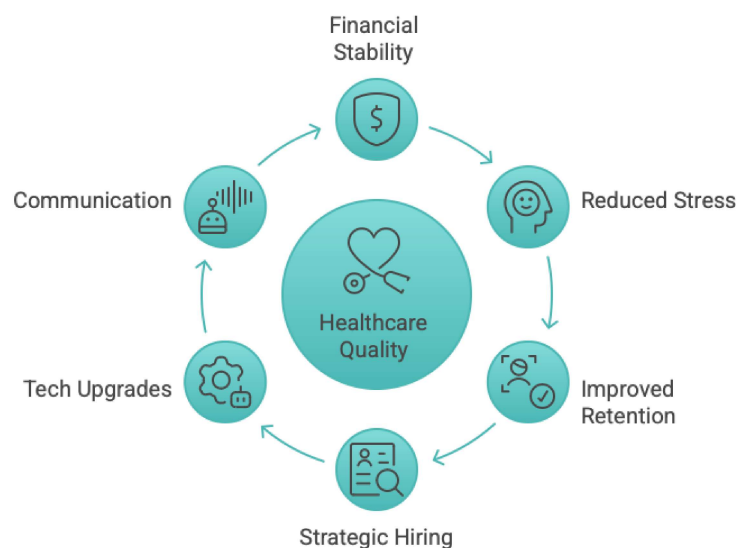 Financial
Stability
Communication
Reduced Stress
Healthcare
Quality
Tech Upgrades
Improved
Retention
Strategic Hiring